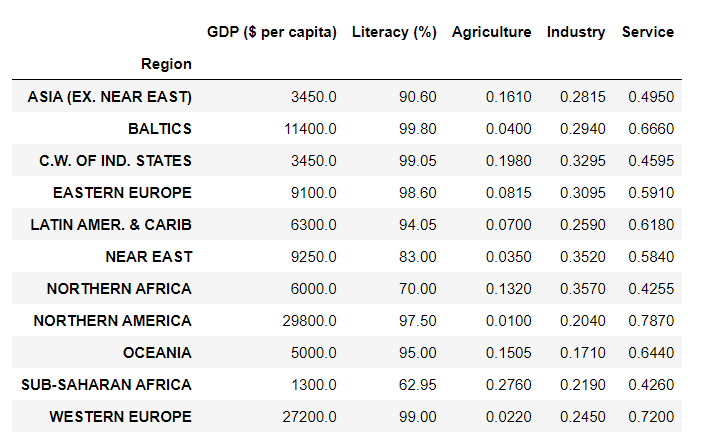 GDP ($ per capita) Literacy (%) Agriculture Industry Service
Region
ASIA (EX. NEAR EAST) 3450.0 90.60 0.1610 0.2815 0.4950
BALTICS 11400.0 99.80 0.0400 0.2940 0.6660
C.W. OF IND. STATES 3450.0 99.05 0.1980 0.3295 0.4595
EASTERN EUROPE 9100.0 98.60 0.0815 0.3095 0.5910
LATIN AMER. & CARIB 6300.0 94.05 0.0700 0.2590 0.6180
NEAR EAST 9250.0 83.00 0.0350 0.3520 0.5840
NORTHERN AFRICA 6000.0 70.00 0.1320 0.3570 0.4255
NORTHERN AMERICA 29800.0 97.50 0.0100 0.2040 0.7870
OCEANIA 5000.0 95.00 0.1505 0.1710 0.6440
SUB-SAHARAN AFRICA 1300.0 62.95 0.2760 0.2190 0.4260
WESTERN EUROPE 27200.0 99.00 0.0220 0.2450 0.7200